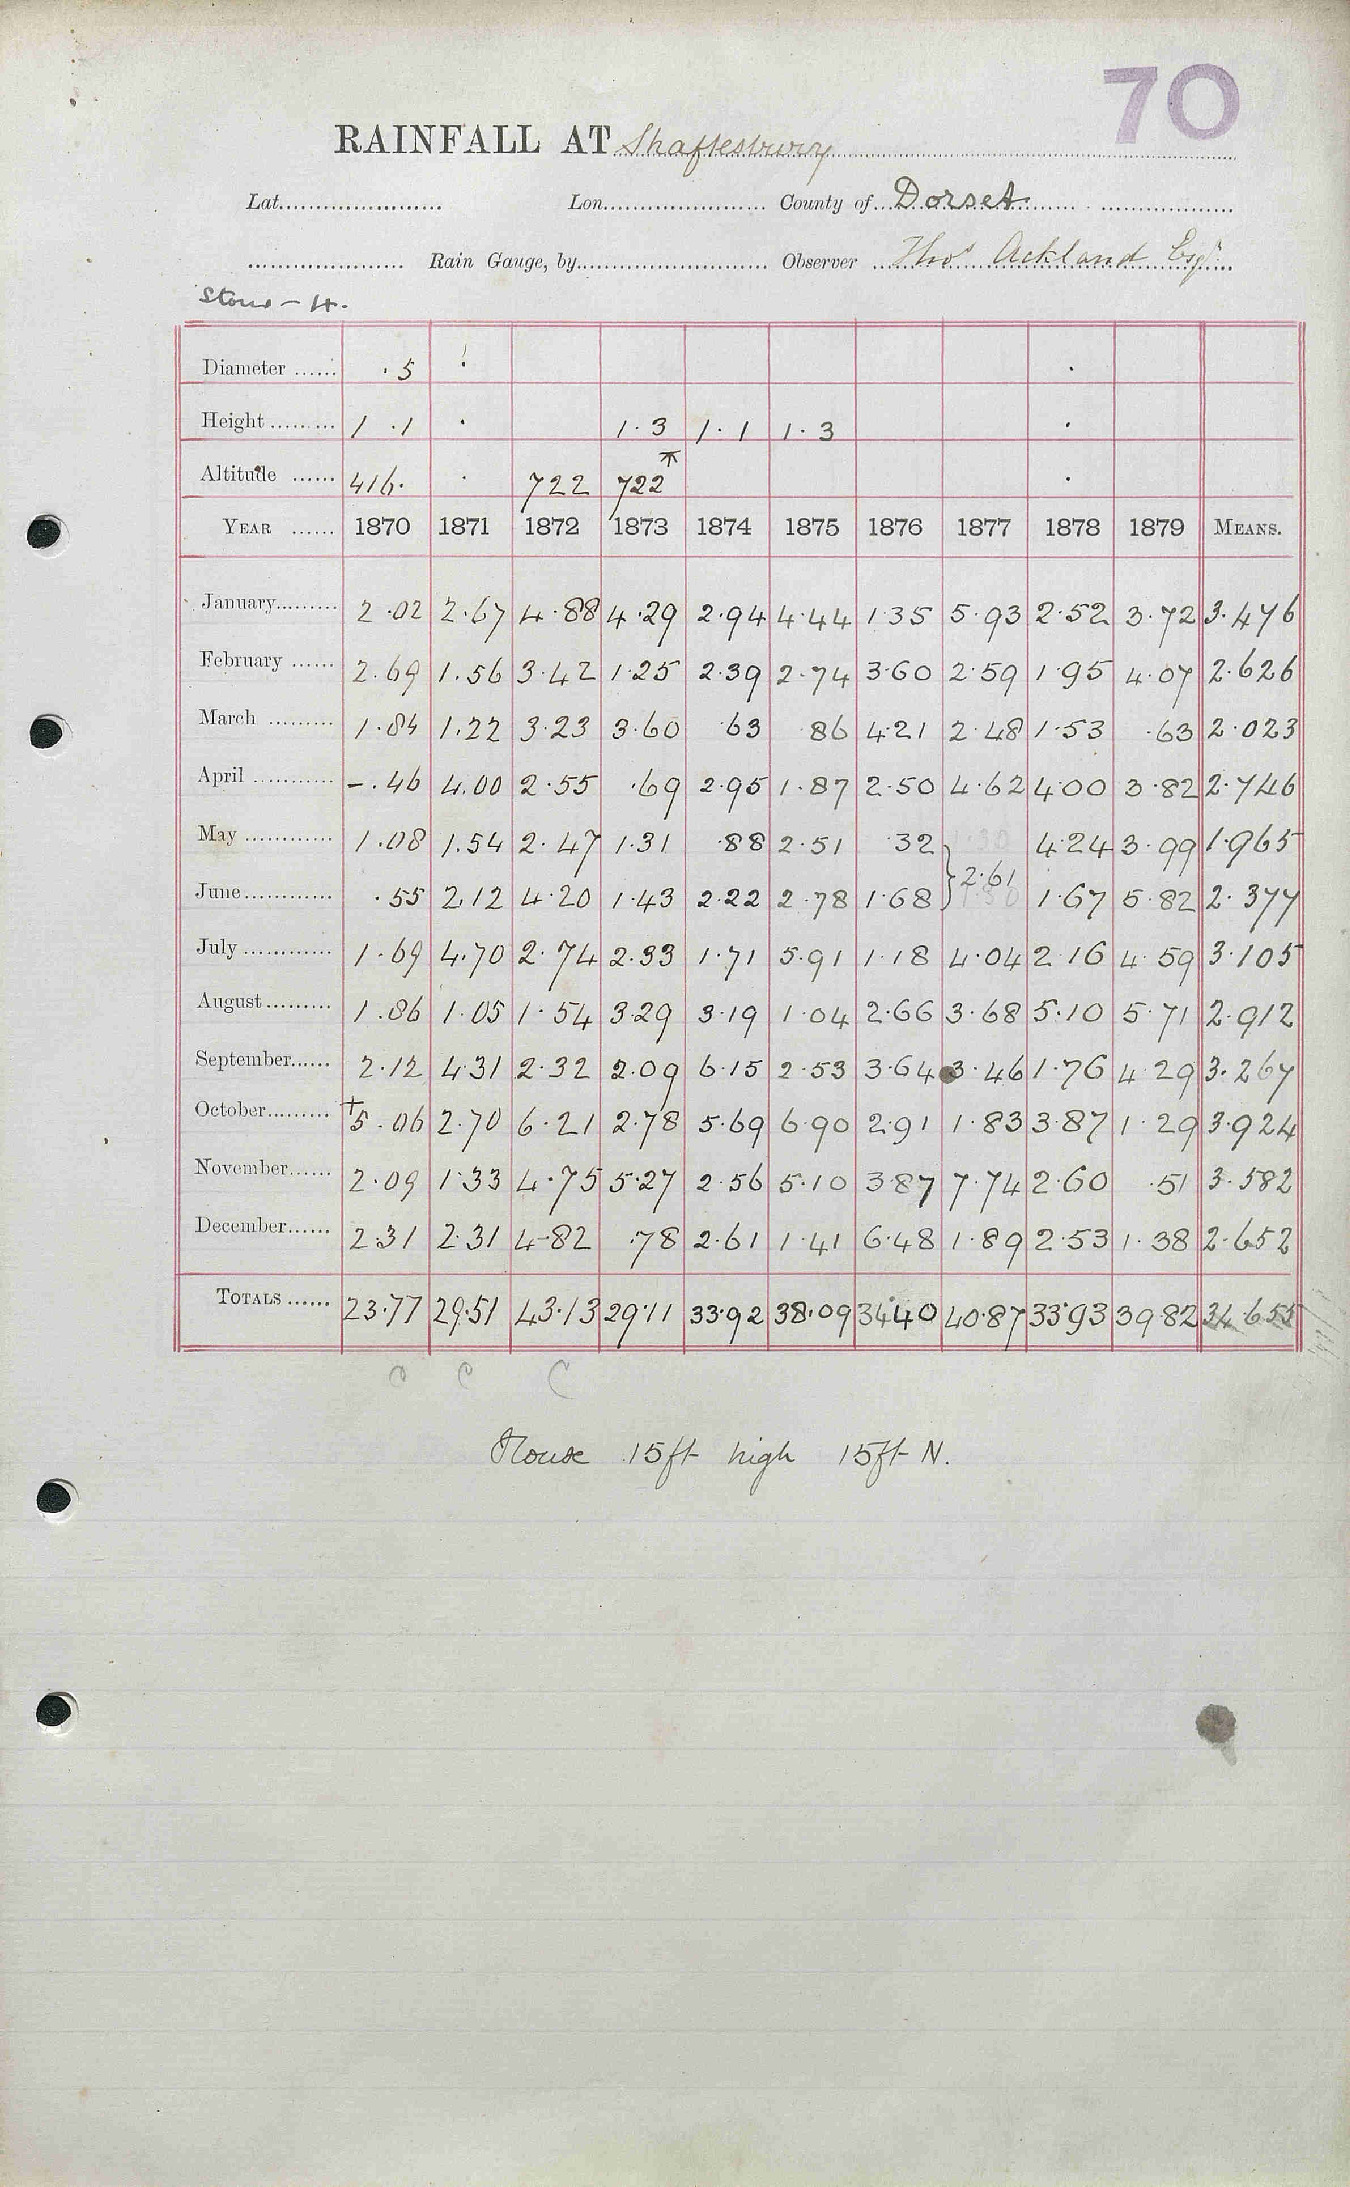 70
RAINFALL AT Shaftesbury
Lat. Lon. County of Dorset
Rain Gauge, by Observer Thos Ackland Esqr
Stour - 4.
Diameter .5
Height 1 .1 1.3 1.1 1.3
Altitude 416. 722 722
YEAR 1870 1871 1872 1873 1874 1875 1876 1877 1878 1879 MEANS.
January 2.02 2.67 4.88 4.29 2.94 4.44 1.35 5.93 2.52 3.72 3.476
February 2.69 1.56 3.42 1.25 2.39 2.74 3.60 2.59 1.95 4.07 2.626
March 1.84 1.22 3.23 3.60 63 86 4.21 2.48 1.53 .63 2.023
April -.46 4.00 2.55 .69 2.95 1.87 2.50 4.62 4.00 3.82 2.746
May 1.08 1.54 2.47 1.31 .88 2.51 .32 1.30 4.24 3.99 1.965
} 2.61
June .55 2.12 4.20 1.43 2.22 2.78 1.68 1.30 1.67 5.82 2.377
July 1.69 4.70 2.74 2.33 1.71 5.91 1.18 4.04 2.16 4.59 3.105
August 1.86 1.05 1.54 3.29 3.19 1.04 2.66 3.68 5.10 5.71 2.912
September 2.12 4.31 2.32 2.09 6.15 2.53 3.64 3.46 1.76 4.29 3.267
October +5.06 2.70 6.21 2.78 5.69 6.90 2.91 1.83 3.87 1.29 3.924
November 2.09 1.33 4.75 5.27 2.56 5.10 3.87 7.74 2.60 .51 3.582
December 2.31 2.31 4.82 .78 2.61 1.41 6.48 1.89 2.53 1.38 2.652
TOTALS 23.77 29.51 43.13 29.11 33.92 38.09 34.40 40.87 33.93 39.82 34.655
C C C
House 15ft high 15ft N.